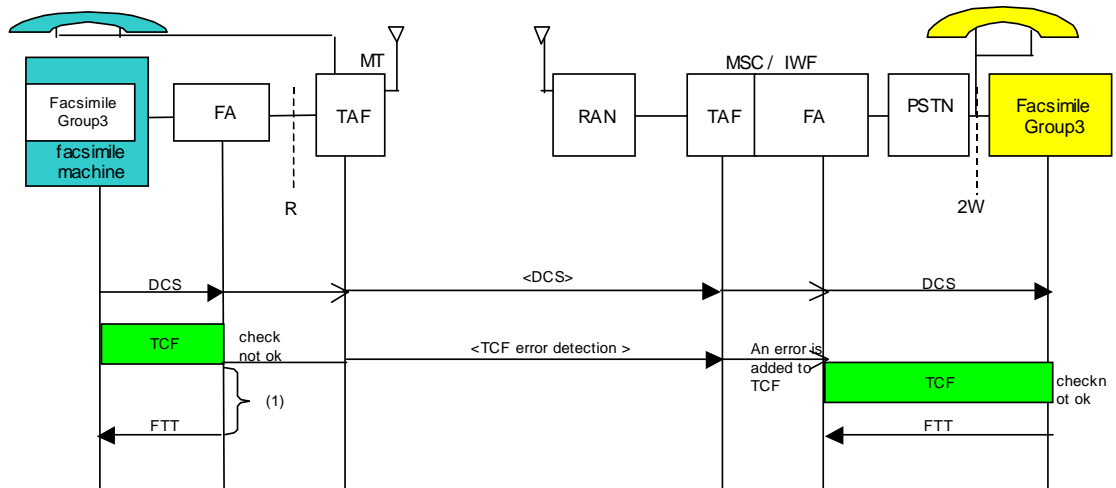 MT
MSC / IWF
Facsimile
Group3
facsimile
machine
FA
TAF
RAN
TAF
FA
PSTN
Facsimile
Group3
R
2W
DCS
<DCS>
DCS
TCF
check
not ok
<TCF error detection >
An error is
added to
TCF
TCF
checkn
ot ok
(1)
FTT
FTT